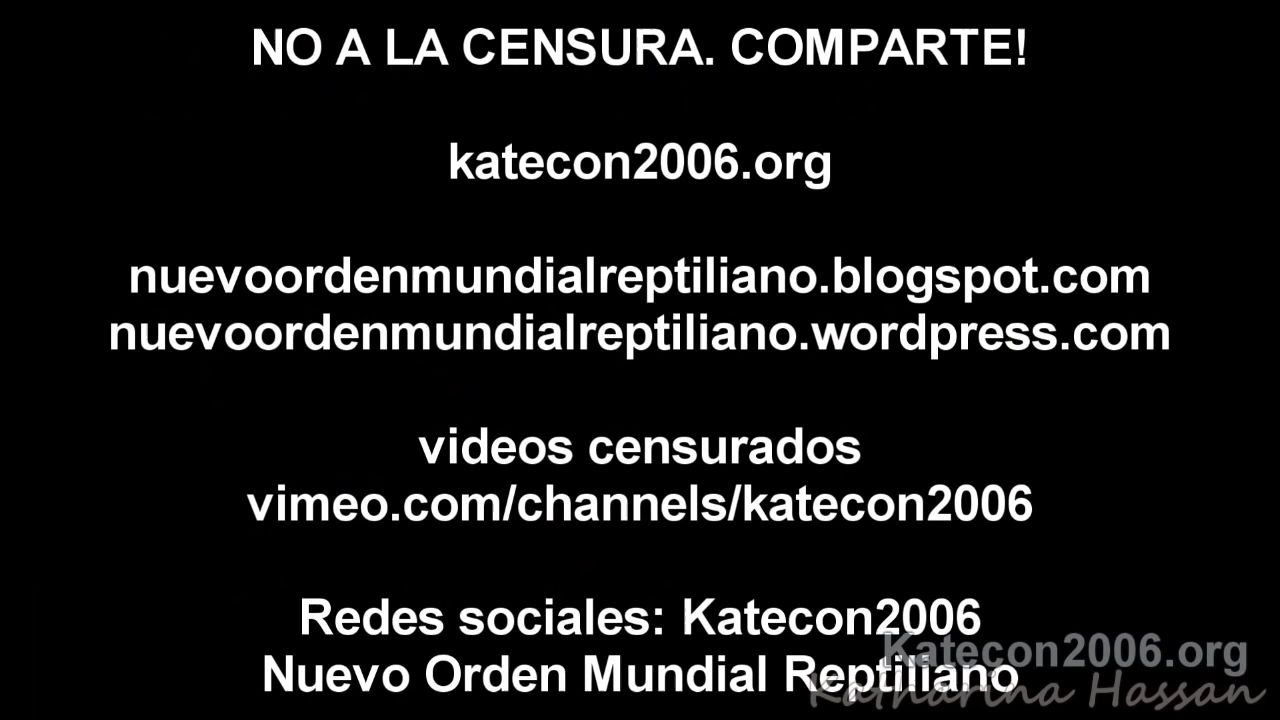 NO A LA CENSURA. COMPARTE!
katecon2006.org
nuevoordenmundialreptiliano.blogspot.com
nuevoordenmundialreptiliano.wordpress.com
videos censurados
vimeo.com/channels/katecon2006
Redes sociales: Katecon2006
Nuevo Orden Mundial Reptiliano
Katecon2006.org
Katharina Hassan